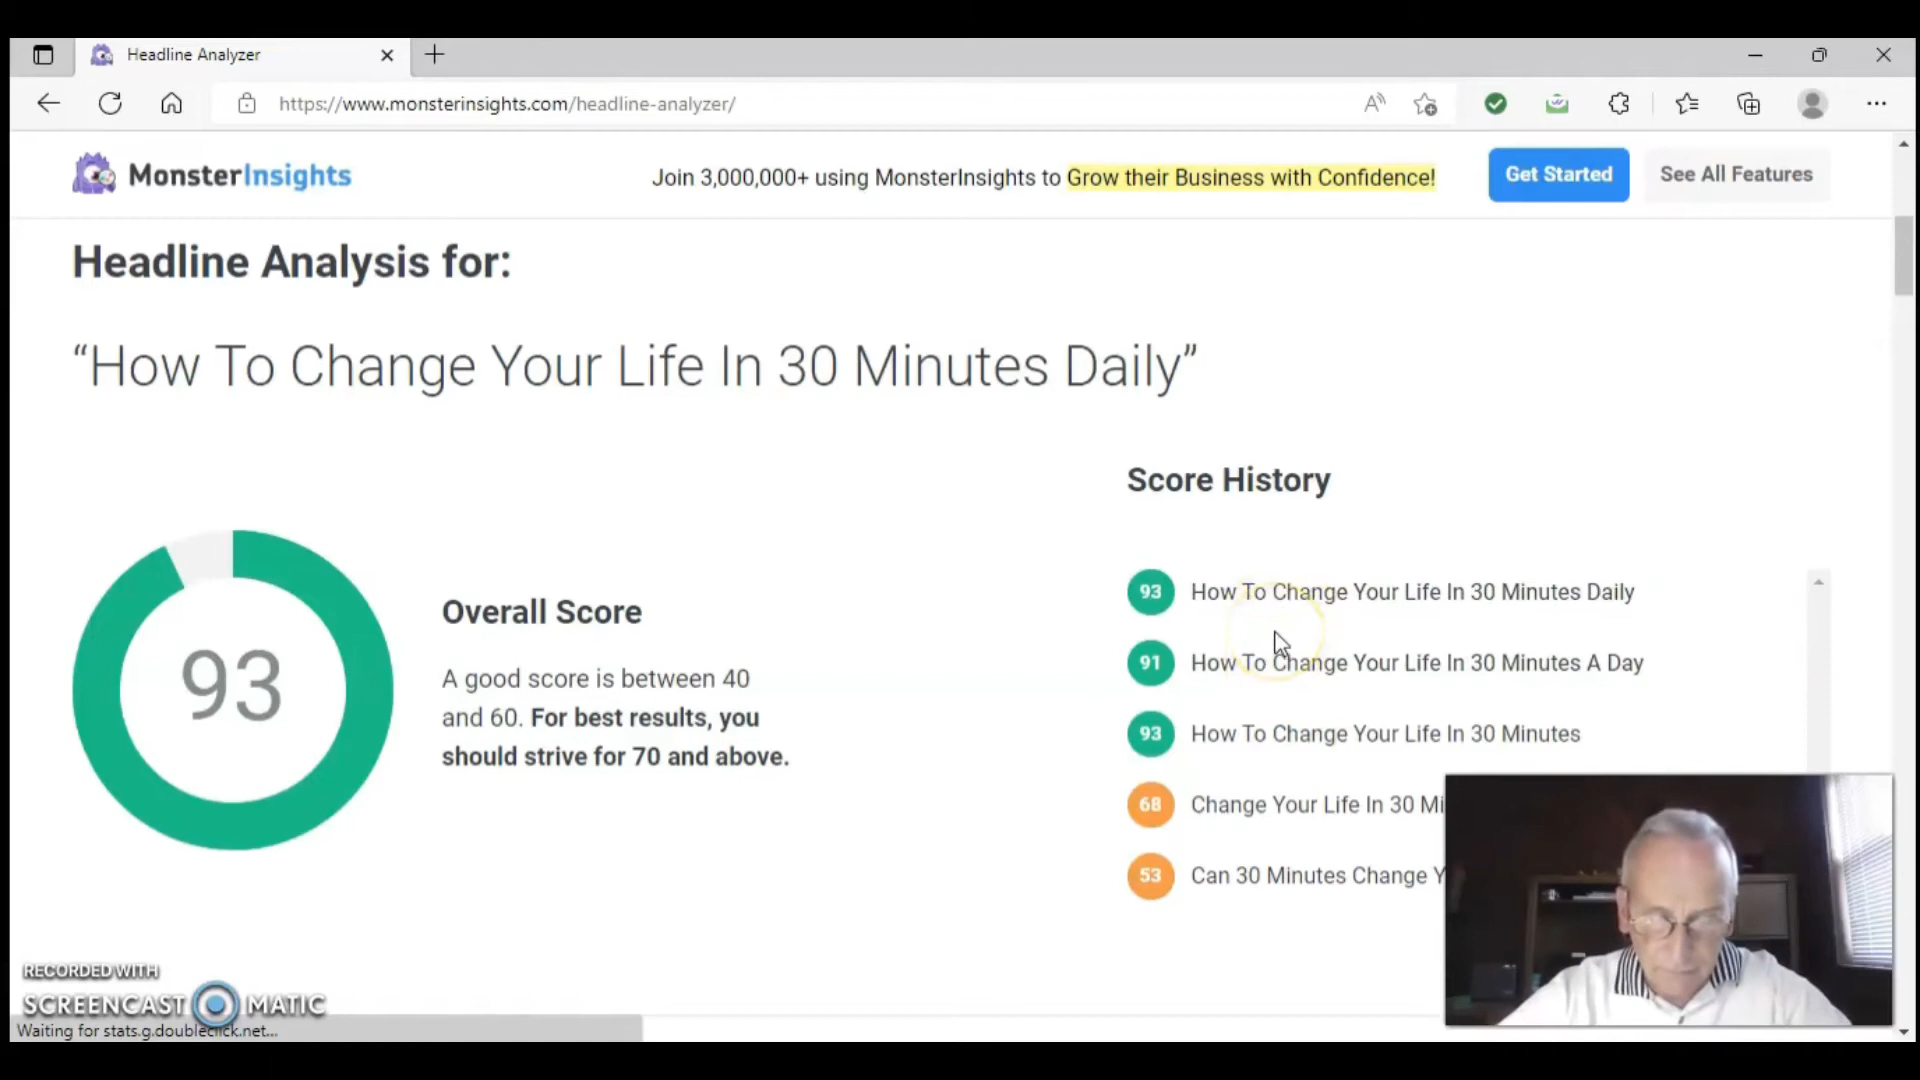 Headline Analyzer
https://www.monsterinsights.com/headline-analyzer/
MonsterInsights
Join 3,000,000+ using MonsterInsights to Grow their Business with Confidence!
Get Started
See All Features
Headline Analysis for:
“How To Change Your Life In 30 Minutes Daily”
93
Overall Score
A good score is between 40
and 60. For best results, you
should strive for 70 and above.
Score History
93 How To Change Your Life In 30 Minutes Daily
91 How To Change Your Life In 30 Minutes A Day
93 How To Change Your Life In 30 Minutes
68 Change Your Life In 30 Mi
53 Can 30 Minutes Change Y
RECORDED WITH
SCREENCAST MATIC
Waiting for stats.g.doubleclick.net...